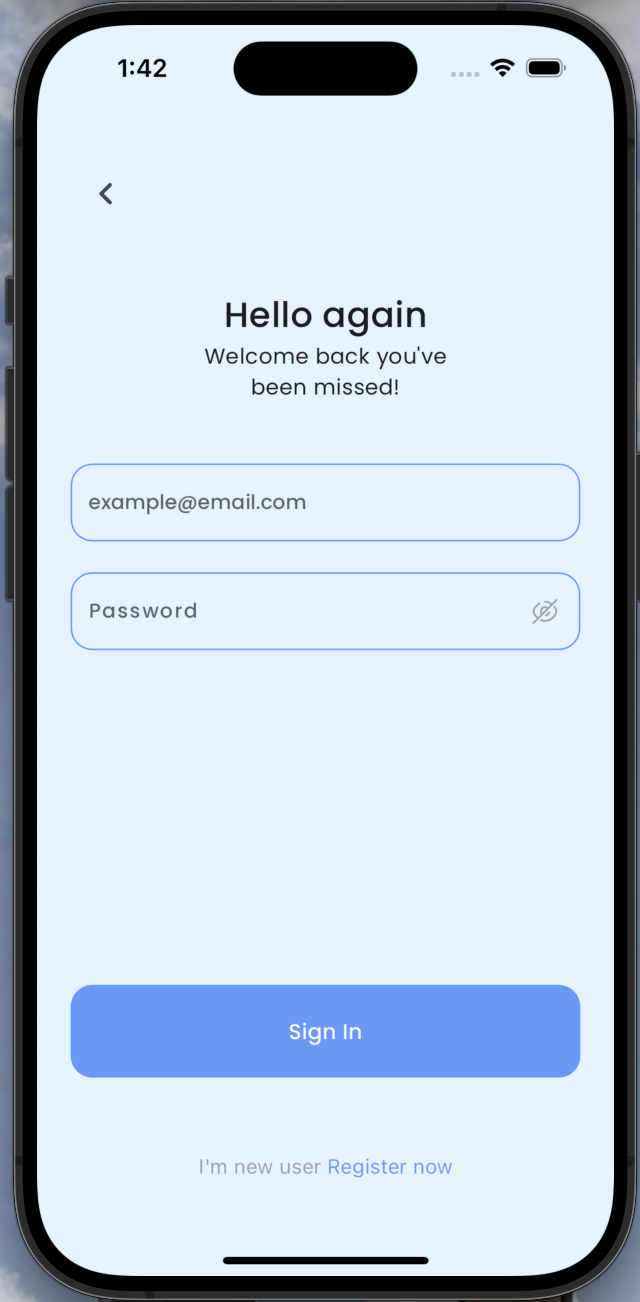 1:42
Hello again
Welcome back you've
been missed!
example@email.com
Password
Sign In
I'm new user Register now